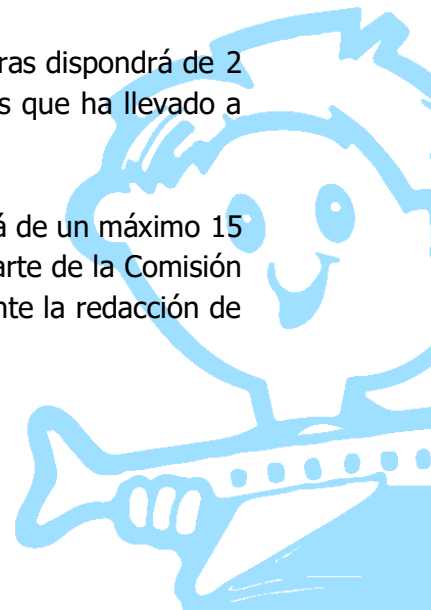 ras dispondrá de 2
s que ha llevado a
á de un máximo 15
arte de la Comisión
nte la redacción de